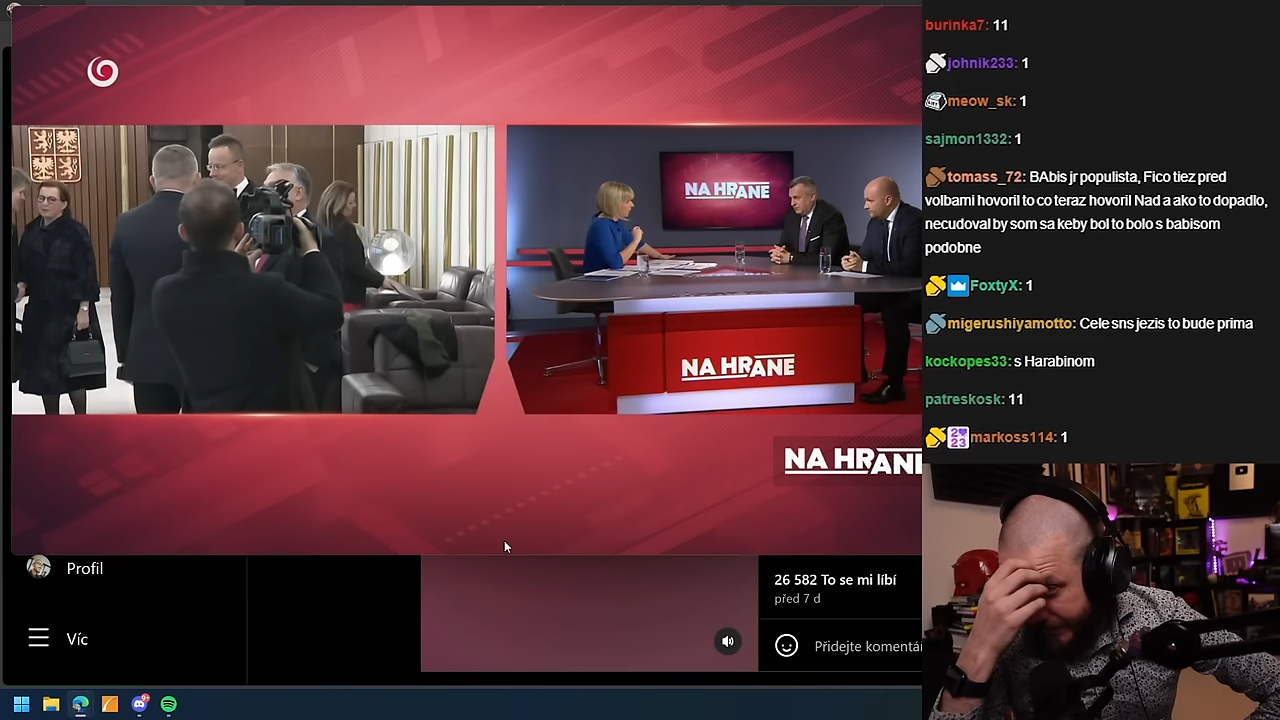 NA HRANE
NA HRANE
NA HRANE
Profil
Víc
26 582 To se mi líbí
před 7 d
Přidejte komentá
burinka7: 11
johnik233: 1
meow_sk: 1
sajmon1332: 1
tomass_72: BAbis jr populista, Fico tiez pred
volbami hovoril to co teraz hovoril Nad a ako to dopadlo,
necudoval by som sa keby bol to bolo s babisom
podobne
FoxtyX: 1
migerushiyamotto: Cele sns jezis to bude prima
kockopes33: s Harabinom
patreskosk: 11
2023
markoss114: 1